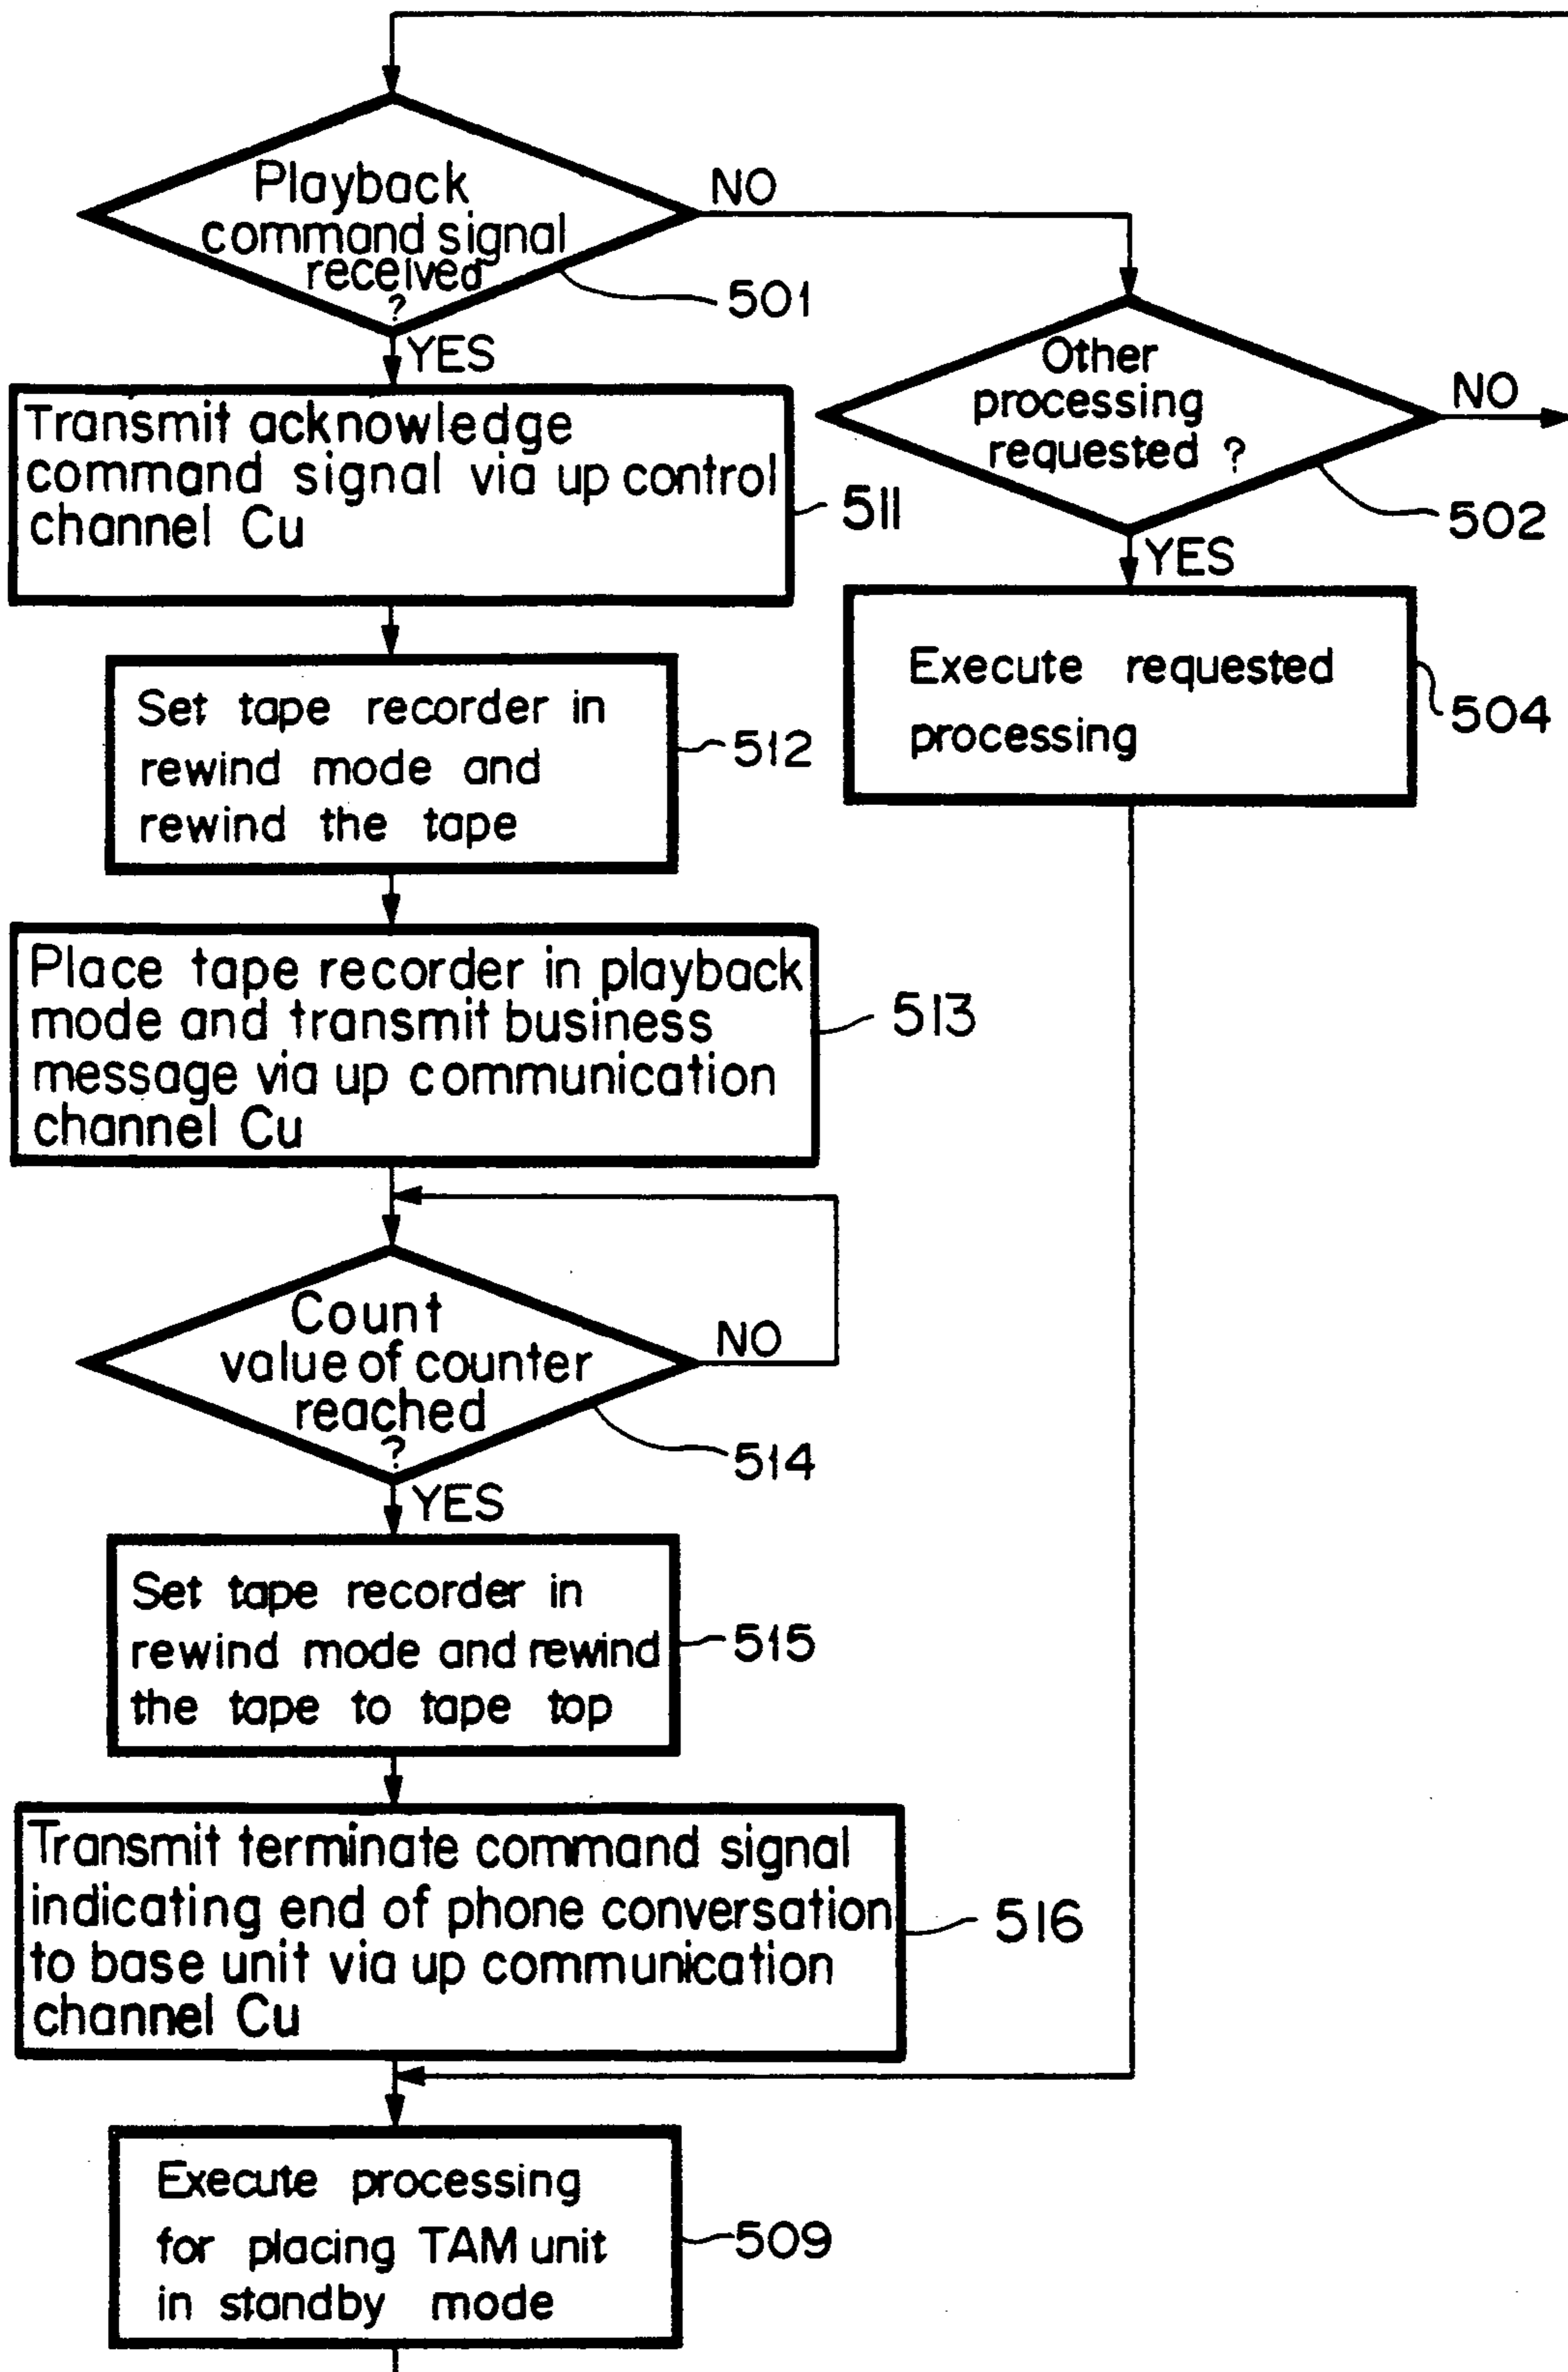 Playback
command signal
received
?
NO
501
YES
Other
processing
requested ?
NO
502
YES
Transmit acknowledge
command signal via up control
channel Cu
511
Execute requested
processing
504
Set tape recorder in
rewind mode and
rewind the tape
512
Place tape recorder in playback
mode and transmit business
message via up communication
channel Cu
513
Count
value of counter
reached
?
NO
514
YES
Set tape recorder in
rewind mode and rewind
the tape to tape top
515
Transmit terminate command signal
indicating end of phone conversation
to base unit via up communication
channel Cu
516
Execute processing
for placing TAM unit
in standby mode
509